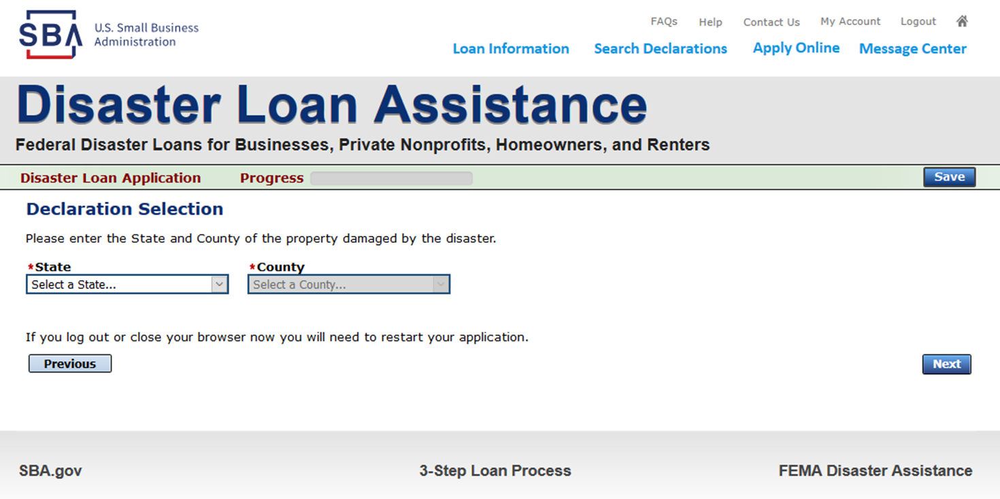 SBA U.S. Small Business
Administration
FAQs Help Contact Us My Account Logout
Loan Information Search Declarations Apply Online Message Center
Disaster Loan Assistance
Federal Disaster Loans for Businesses, Private Nonprofits, Homeowners, and Renters
Disaster Loan Application Progress Save
Declaration Selection
Please enter the State and County of the property damaged by the disaster.
*State *County
Select a State... Select a County...
If you log out or close your browser now you will need to restart your application.
Previous Next
SBA.gov 3-Step Loan Process FEMA Disaster Assistance